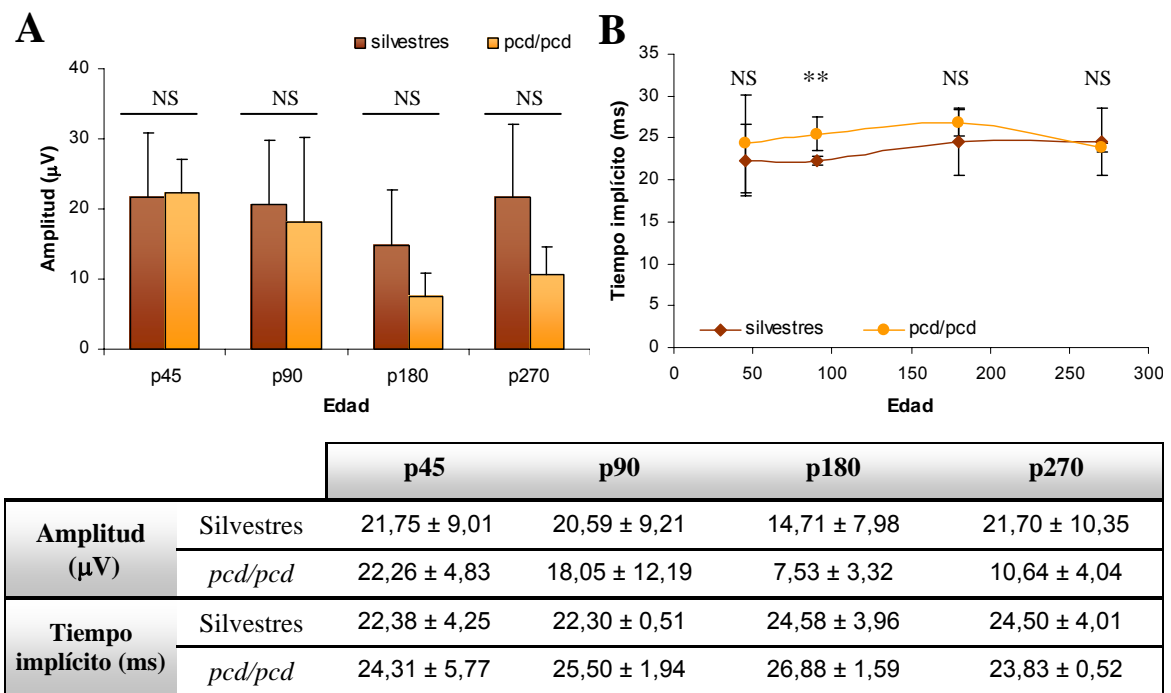 A
silvestres pcd/pcd
40
30
20
10
0
Amplitud (µV)
NS NS NS NS
p45 p90 p180 p270
Edad
B
35
30
25
20
15
10
5
0
Tiempo implícito (ms)
NS ** NS NS
silvestres pcd/pcd
0 50 100 150 200 250 300
Edad
p45 p90 p180 p270
Amplitud (µV)
Silvestres 21,75 ± 9,01 20,59 ± 9,21 14,71 ± 7,98 21,70 ± 10,35
pcd/pcd 22,26 ± 4,83 18,05 ± 12,19 7,53 ± 3,32 10,64 ± 4,04
Tiempo implícito (ms)
Silvestres 22,38 ± 4,25 22,30 ± 0,51 24,58 ± 3,96 24,50 ± 4,01
pcd/pcd 24,31 ± 5,77 25,50 ± 1,94 26,88 ± 1,59 23,83 ± 0,52